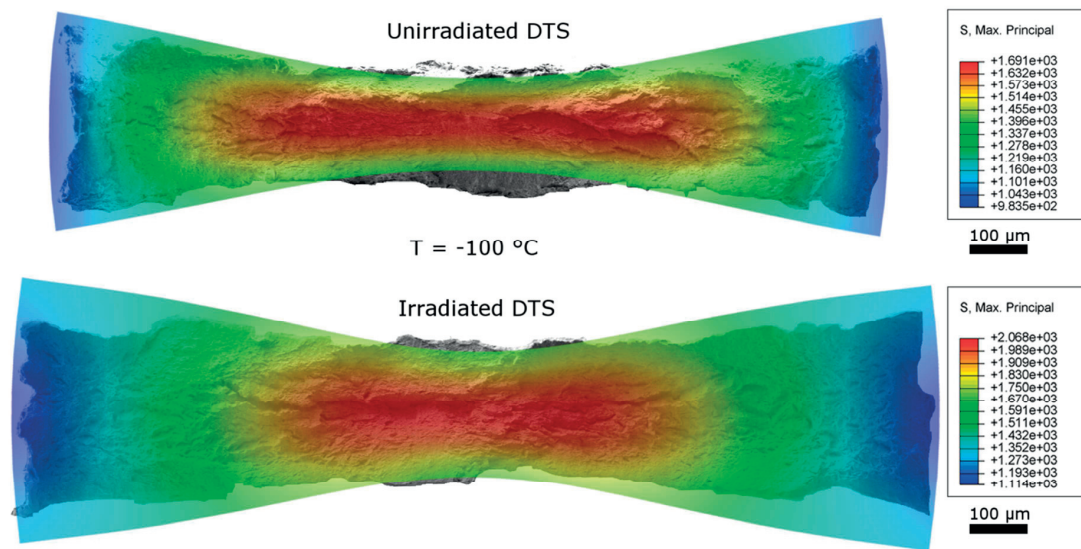 Unirradiated DTS
S, Max. Principal
+1.691e+03
+1.632e+03
+1.573e+03
+1.514e+03
+1.455e+03
+1.396e+03
+1.337e+03
+1.278e+03
+1.219e+03
+1.160e+03
+1.101e+03
+1.043e+03
+9.835e+02
100 µm
T = -100 ºC
Irradiated DTS
S, Max. Principal
+2.068e+03
+1.989e+03
+1.909e+03
+1.830e+03
+1.750e+03
+1.670e+03
+1.591e+03
+1.511e+03
+1.432e+03
+1.352e+03
+1.273e+03
+1.193e+03
+1.114e+03
100 µm